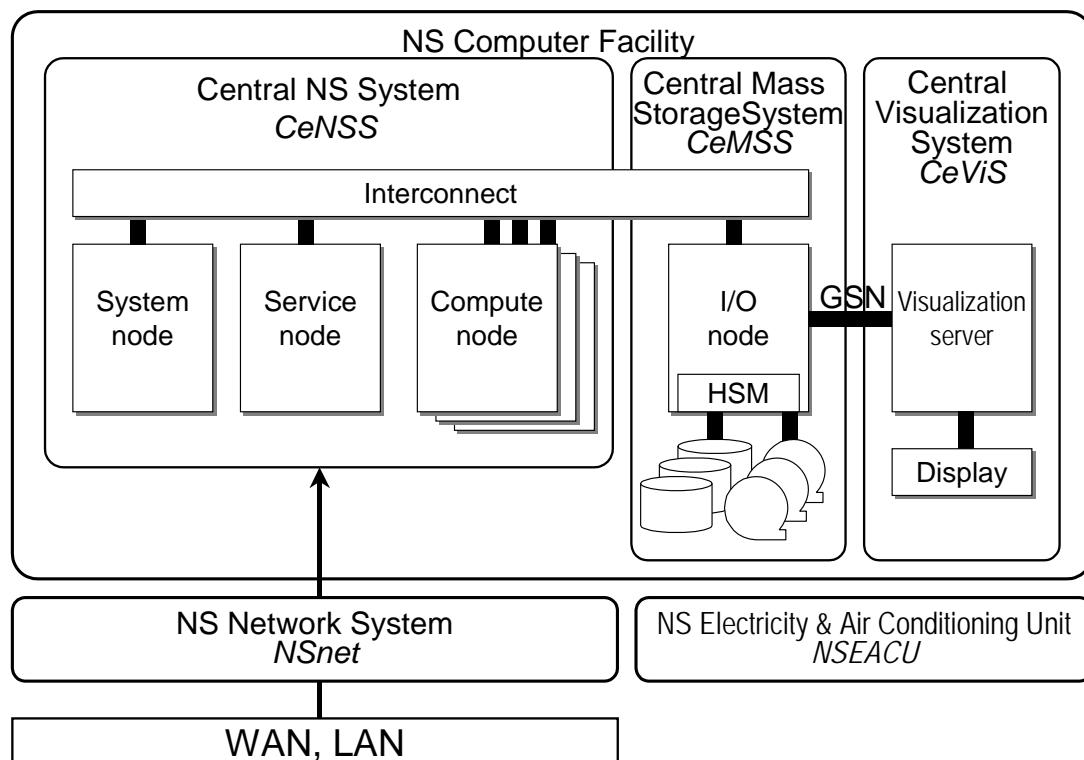 NS Computer Facility
Central NS System
CeNSS
Central Mass
StorageSystem
CeMSS
Central
Visualization
System
CeViS
Interconnect
System
node
Service
node
Compute
node
I/O
node
HSM
GSN
Visualization
server
Display
NS Network System
NSnet
NS Electricity & Air Conditioning Unit
NSEACU
WAN, LAN